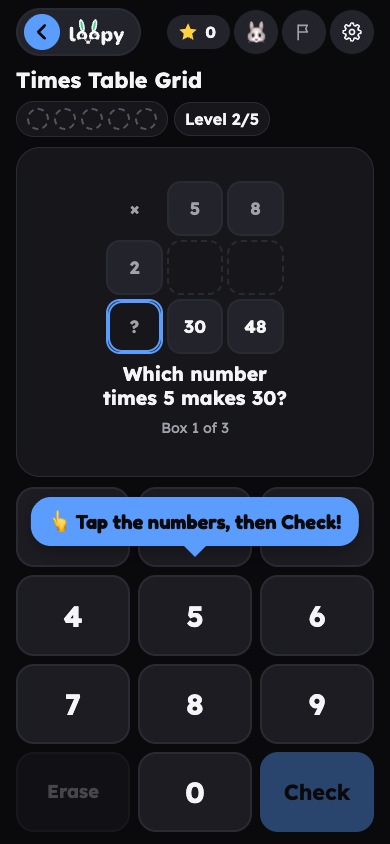 loopy
0
Times Table Grid
Level 2/5
× 5 8
2
? 30 48
Which number
times 5 makes 30?
Box 1 of 3
👆 Tap the numbers, then Check!
4 5 6
7 8 9
Erase 0 Check